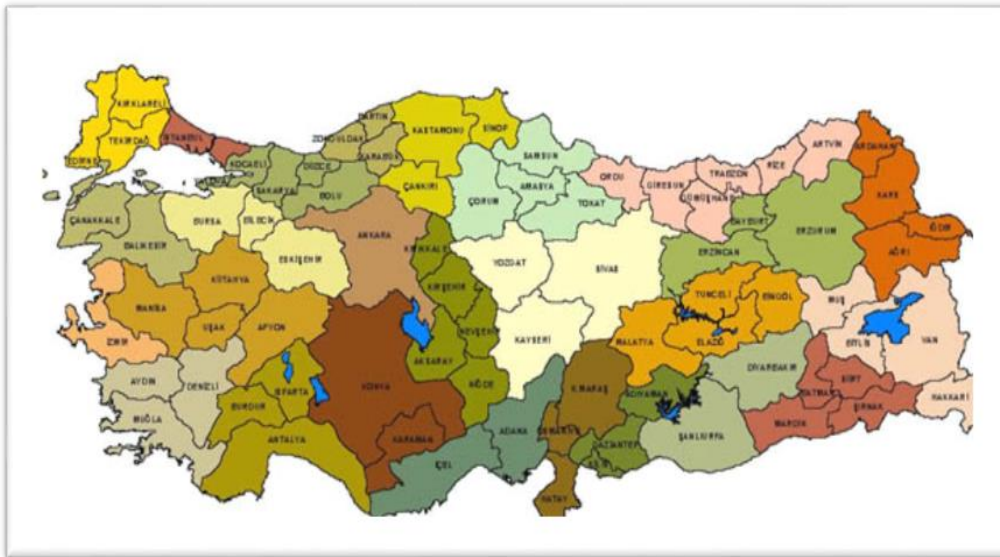 KIRKLARELİ
TEKİRDAĞ
EDİRNE
İSTANBUL
KOCAELİ
SAKARYA
DÜZCE
BOLU
ZONGULDAK
BARTIN
KARABÜK
KASTAMONU
SİNOP
ÇANKIRI
SAMSUN
AMASYA
ÇORUM
TOKAT
ORDU
GİRESUN
TRABZON
GÜMÜŞHANE
RİZE
ARTVİN
ARDAHAN
KARS
IĞDIR
AĞRI
ERZURUM
BAYBURT
ERZİNCAN
ÇANAKKALE
BALIKESİR
BURSA
BİLECİK
ESKİŞEHİR
ANKARA
KIRIKKALE
KIRŞEHİR
YOZGAT
SİVAS
KAYSERİ
NEVŞEHİR
AKSARAY
NİĞDE
KÜTAHYA
MANİSA
UŞAK
AFYON
İZMİR
AYDIN
DENİZLİ
MUĞLA
BURDUR
ISPARTA
ANTALYA
KONYA
KARAMAN
İÇEL
ADANA
OSMANİYE
K.MARAŞ
HATAY
GAZİANTEP
KİLİS
ADIYAMAN
ŞANLIURFA
MALATYA
ELAZIĞ
TUNCELİ
BİNGÖL
DİYARBAKIR
MARDİN
BATMAN
SİİRT
ŞIRNAK
MUŞ
BİTLİS
VAN
HAKKARİ